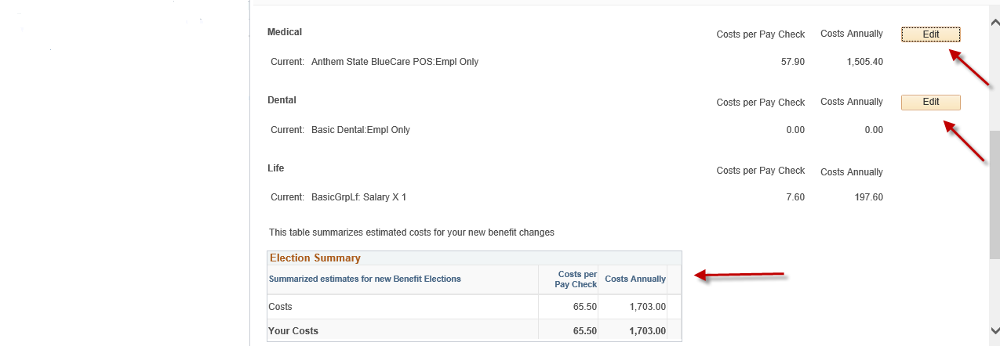 Medical Costs per Pay Check Costs Annually Edit
Current: Anthem State BlueCare POS:Empl Only 57.90 1,505.40
Dental Costs per Pay Check Costs Annually Edit
Current: Basic Dental:Empl Only 0.00 0.00
Life Costs per Pay Check Costs Annually
Current: BasicGrpLf: Salary X 1 7.60 197.60
This table summarizes estimated costs for your new benefit changes
Election Summary
Summarized estimates for new Benefit Elections Costs per Pay Check Costs Annually
Costs 65.50 1,703.00
Your Costs 65.50 1,703.00